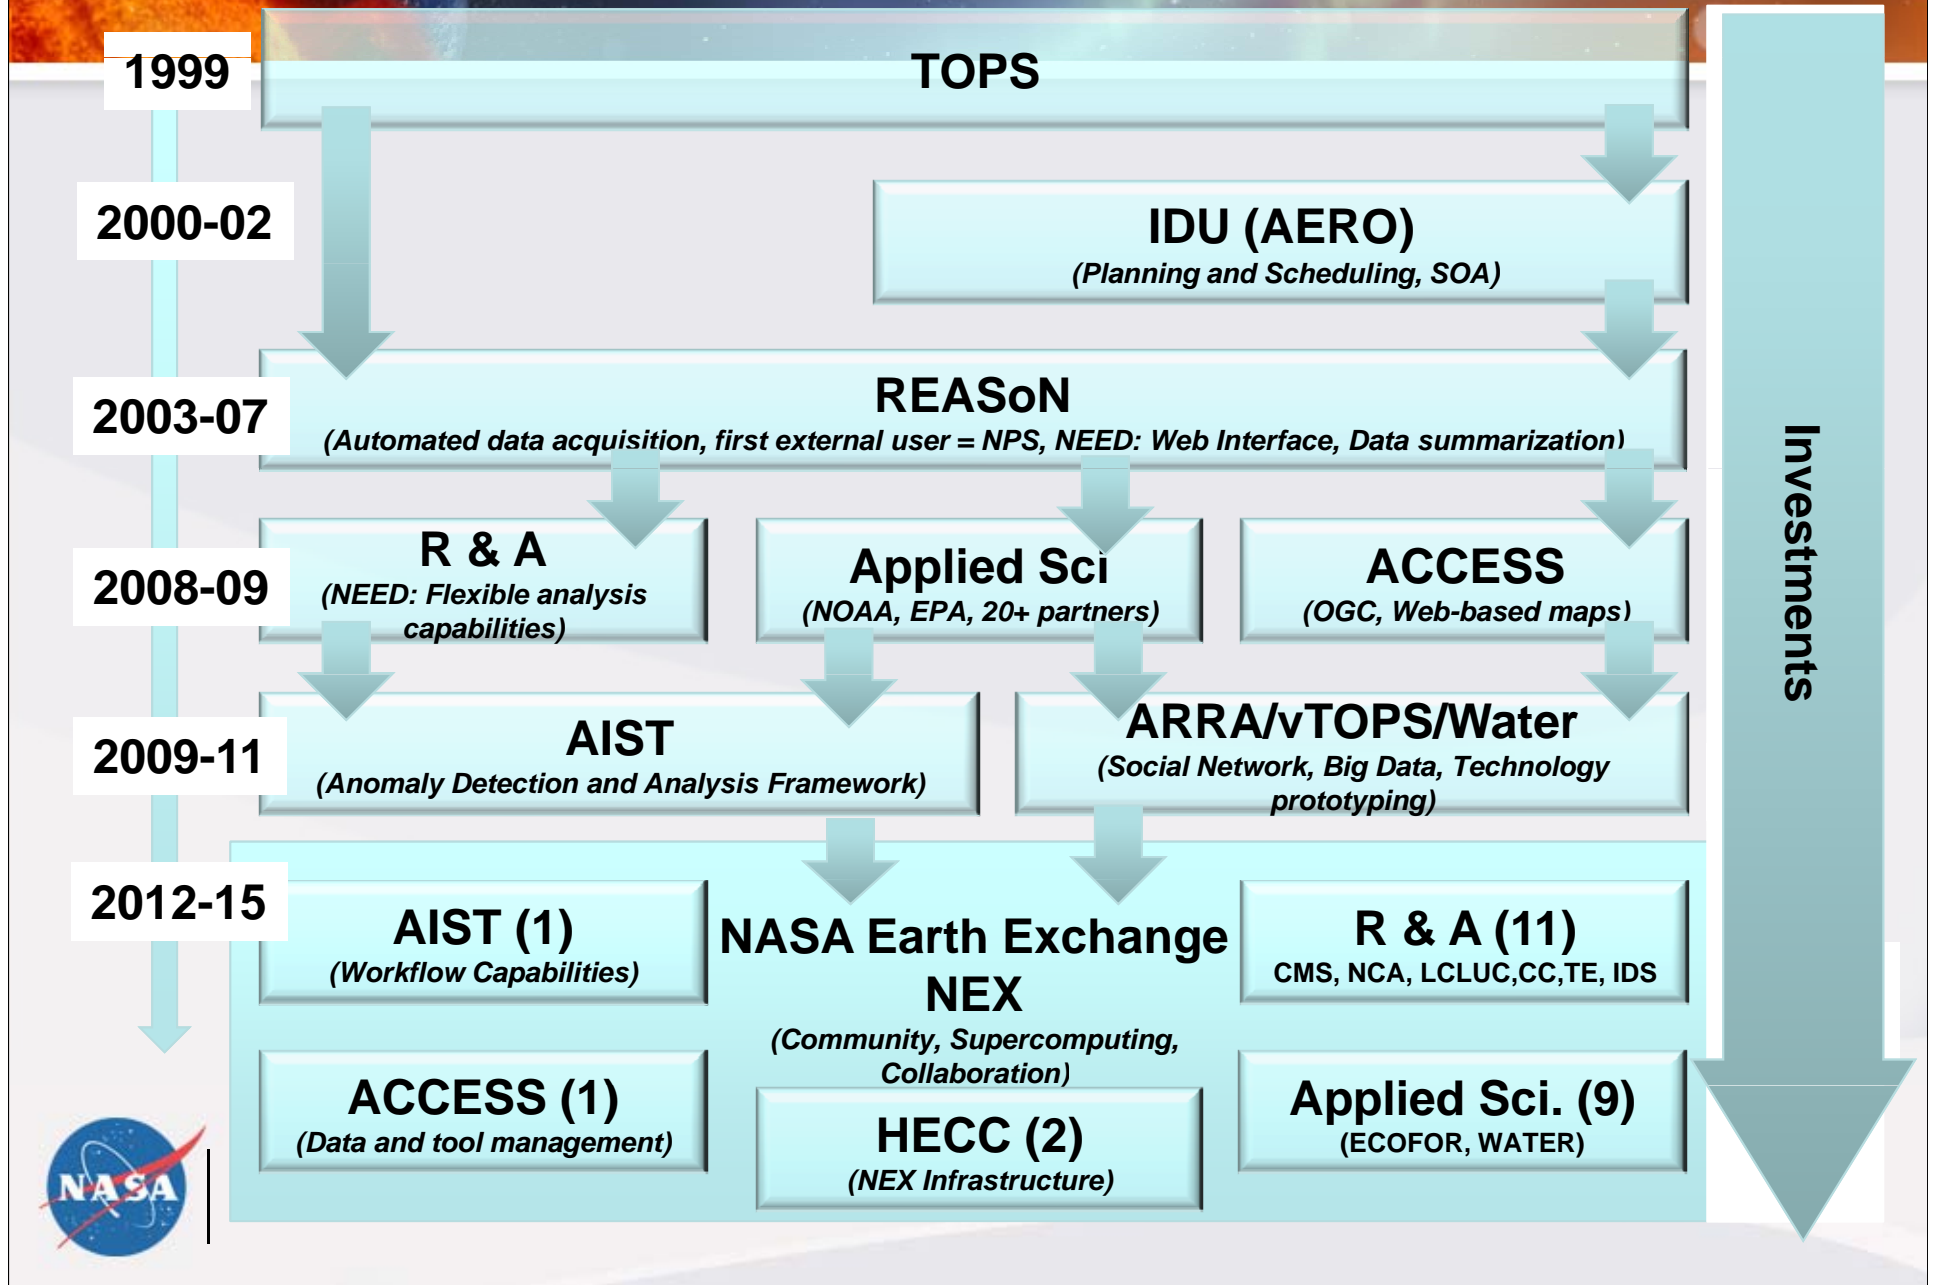 1999
TOPS
2000-02
IDU (AERO)
(Planning and Scheduling, SOA)
2003-07
REASoN
(Automated data acquisition, first external user = NPS, NEED: Web Interface, Data summarization)
2008-09
R & A
(NEED: Flexible analysis
capabilities)
Applied Sci
(NOAA, EPA, 20+ partners)
ACCESS
(OGC, Web-based maps)
2009-11
AIST
(Anomaly Detection and Analysis Framework)
ARRA/vTOPS/Water
(Social Network, Big Data, Technology
prototyping)
2012-15
AIST (1)
(Workflow Capabilities)
NASA Earth Exchange
NEX
(Community, Supercomputing,
Collaboration)
R & A (11)
CMS, NCA, LCLUC,CC,TE, IDS
ACCESS (1)
(Data and tool management)
HECC (2)
(NEX Infrastructure)
Applied Sci. (9)
(ECOFOR, WATER)
Investments
NASA